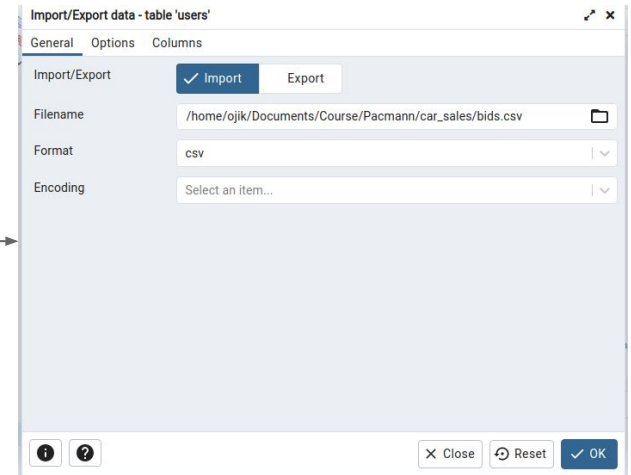 Import/Export data - table 'users'
General Options Columns
Import/Export Import Export
Filename /home/ojik/Documents/Course/Pacmann/car_sales/bids.csv
Format csv
Encoding Select an item...
Close Reset OK